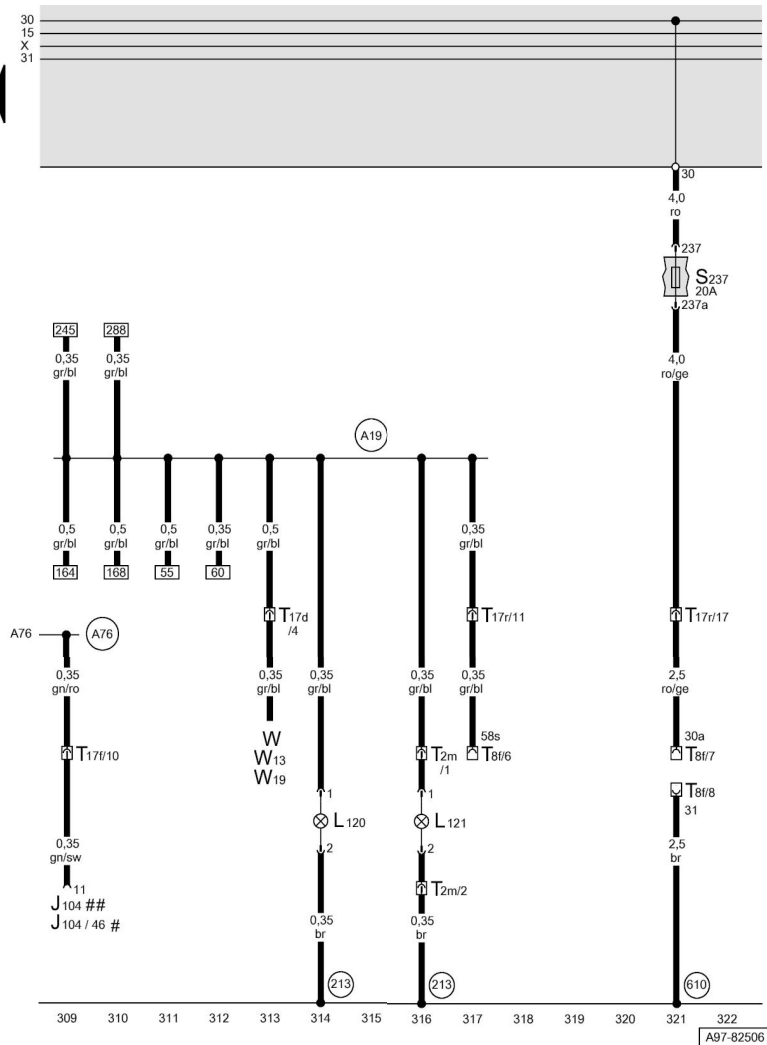 30
15
X
31
30
4,0
ro
237
S237
20A
237a
245 288
0,35 0,35 4,0
gr/bl gr/bl ro/ge
A19
0,5 0,5 0,5 0,35 0,5 0,35
gr/bl gr/bl gr/bl gr/bl gr/bl gr/bl
164 168 55 60
T17d T17r/11 T17r/17
/4
A76 A76
0,35 0,35 0,35 0,35 0,35 2,5
gn/ro gr/bl gr/bl gr/bl gr/bl ro/ge
W 58s 30a
T17f/10 W13 T2m T8f/6 T8f/7
/1
W19
1 1 T8f/8
L120 L121 31
2 2
0,35 2,5
gn/sw br
11 T2m/2
J104 ##
J104 / 46 #
0,35 0,35
br br
213 213 610
309 310 311 312 313 314 315 316 317 318 319 320 321 322
A97-82506